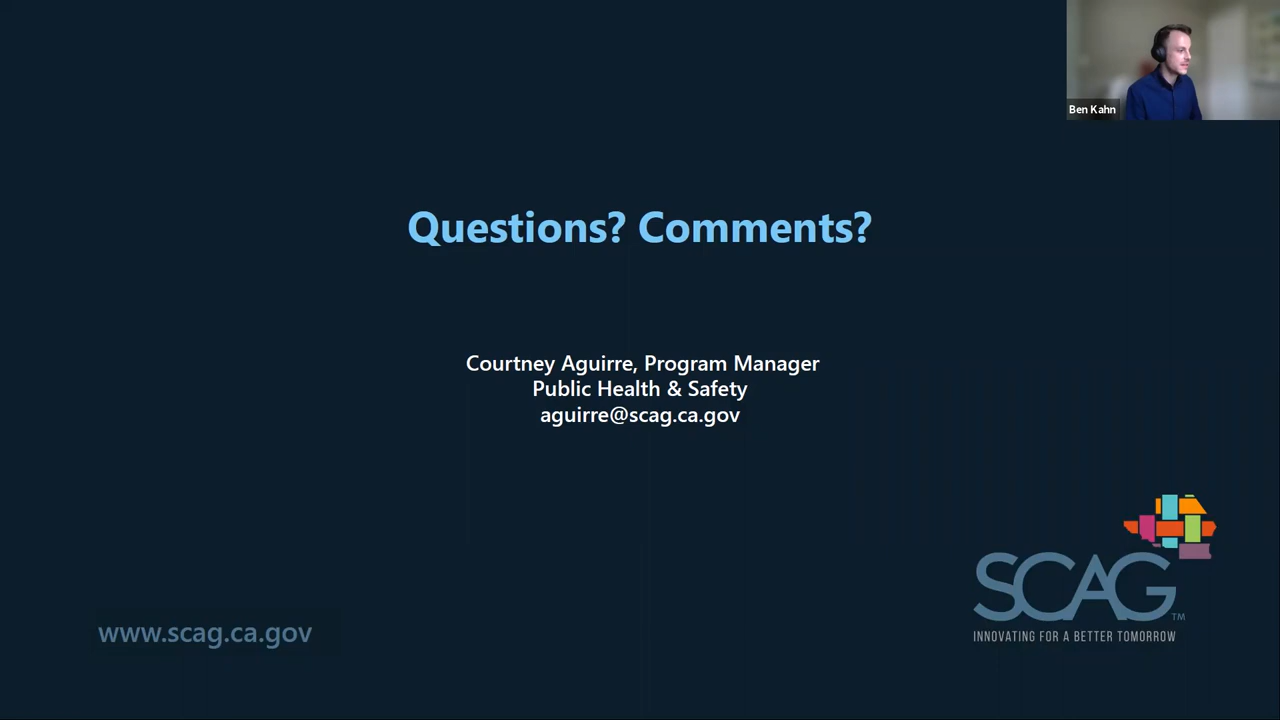 Ben Kahn
Questions? Comments?
Courtney Aguirre, Program Manager
Public Health & Safety
aguirre@scag.ca.gov
www.scag.ca.gov
SCAG™
INNOVATING FOR A BETTER TOMORROW